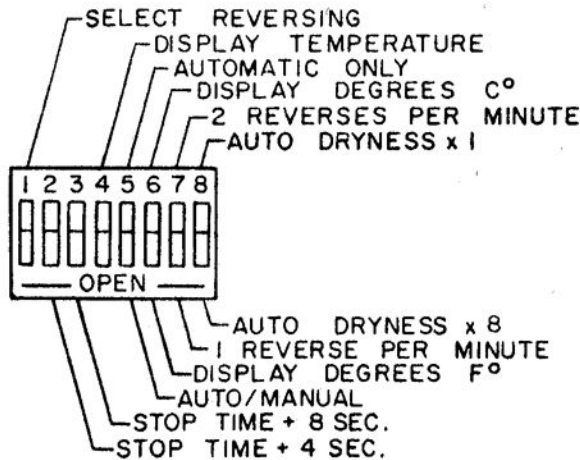 SELECT REVERSING
DISPLAY TEMPERATURE
AUTOMATIC ONLY
DISPLAY DEGREES C°
2 REVERSES PER MINUTE
AUTO DRYNESS x 1
1 2 3 4 5 6 7 8
OPEN
AUTO DRYNESS x 8
1 REVERSE PER MINUTE
DISPLAY DEGREES F°
AUTO/MANUAL
STOP TIME + 8 SEC.
STOP TIME + 4 SEC.